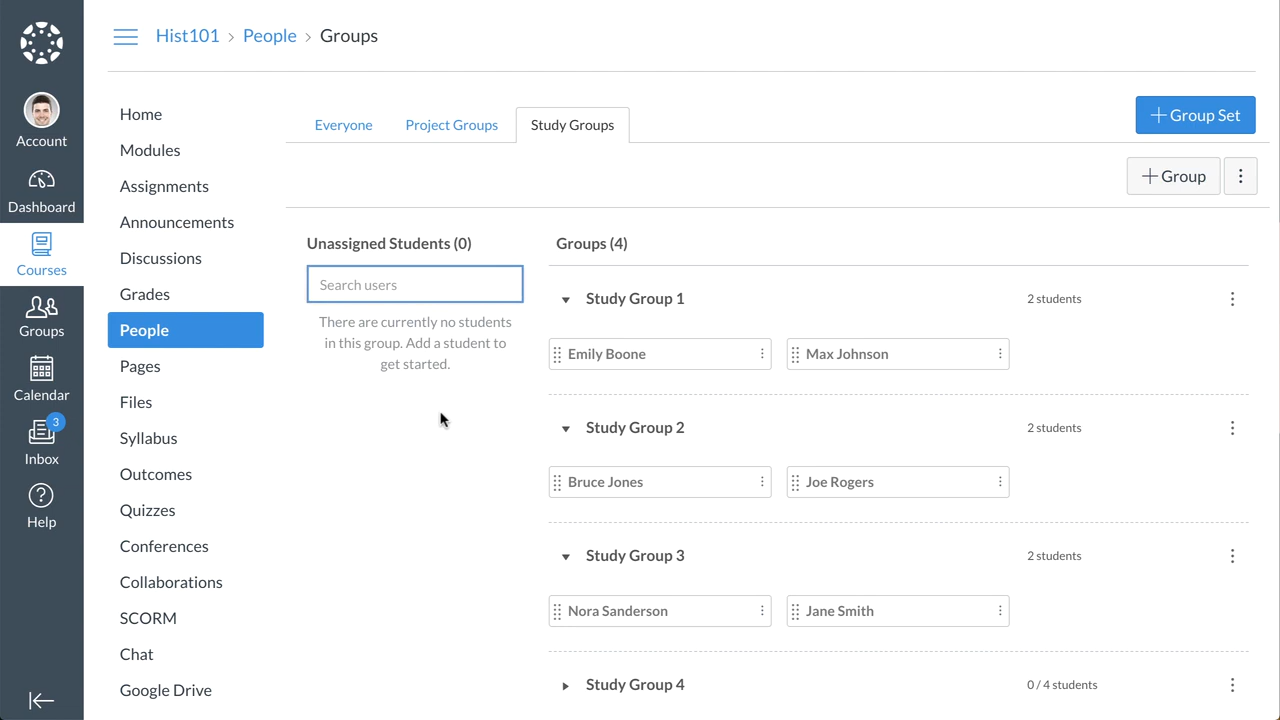 Hist101 › People › Groups
Account
Dashboard
Courses
Groups
Calendar
3
Inbox
Help
Home
Modules
Assignments
Announcements
Discussions
Grades
People
Pages
Files
Syllabus
Outcomes
Quizzes
Conferences
Collaborations
SCORM
Chat
Google Drive
Everyone Project Groups Study Groups
+ Group Set
+ Group
Unassigned Students (0)
Search users
There are currently no students
in this group. Add a student to
get started.
Groups (4)
Study Group 1 2 students
Emily Boone Max Johnson
Study Group 2 2 students
Bruce Jones Joe Rogers
Study Group 3 2 students
Nora Sanderson Jane Smith
Study Group 4 0 / 4 students